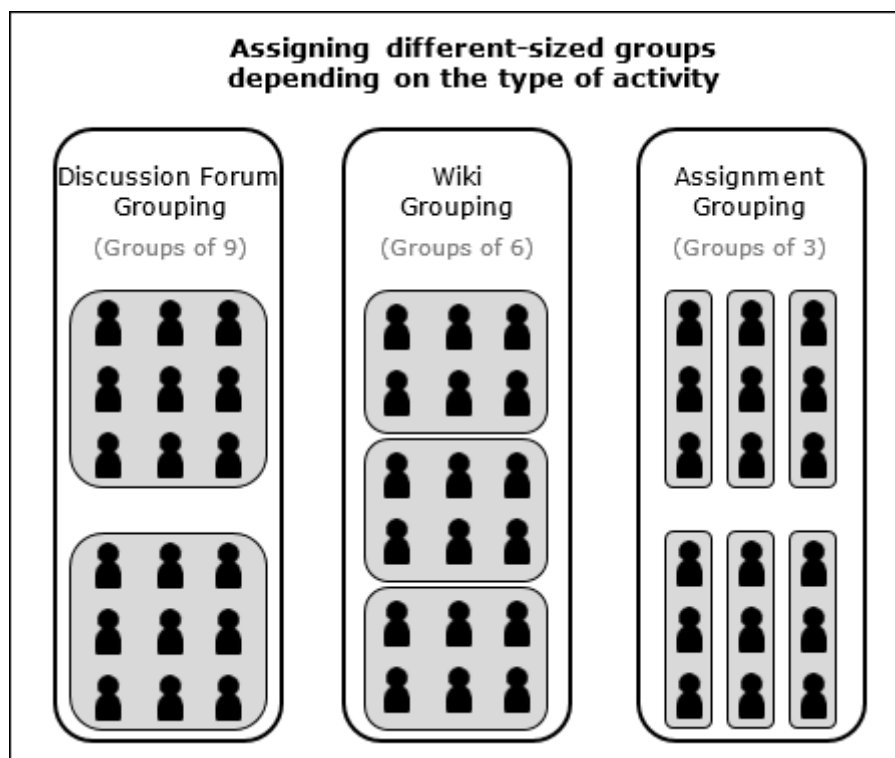 Assigning different-sized groups
depending on the type of activity
Discussion Forum
Grouping
(Groups of 9)
Wiki
Grouping
(Groups of 6)
Assignment
Grouping
(Groups of 3)